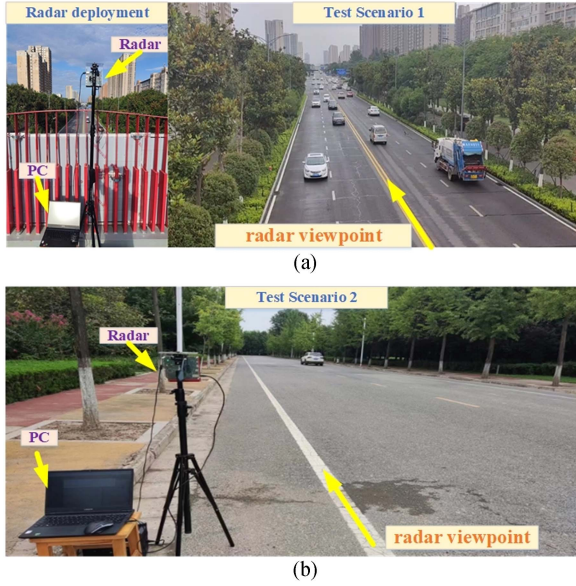 Radar deployment
Test Scenario 1
Radar
PC
radar viewpoint
(a)
Test Scenario 2
Radar
PC
radar viewpoint
(b)